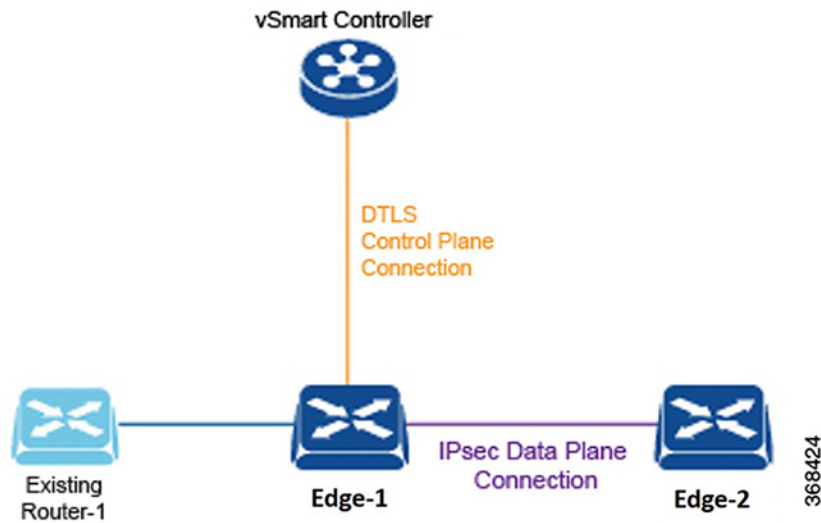 vSmart Controller
DTLS
Control Plane
Connection
IPsec Data Plane
Connection
Existing
Router-1
Edge-1
Edge-2
368424